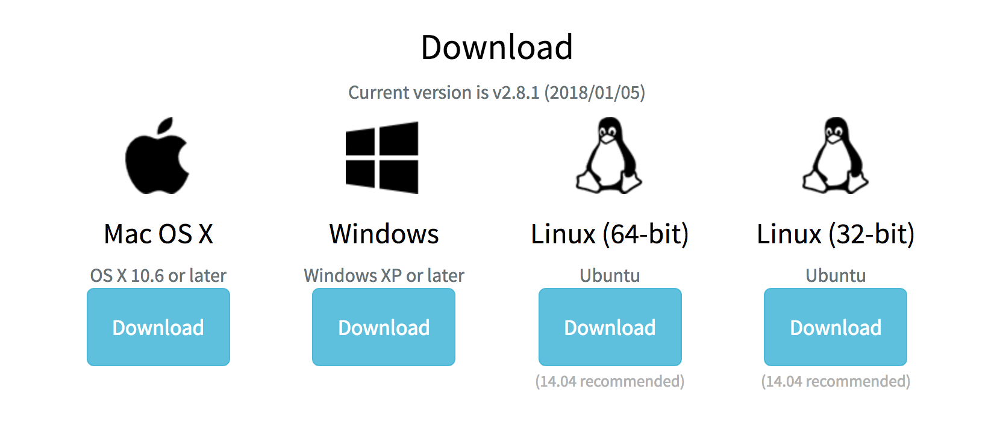 Download
Current version is v2.8.1 (2018/01/05)
Mac OS X
OS X 10.6 or later
Download
Windows
Windows XP or later
Download
Linux (64-bit)
Ubuntu
Download
(14.04 recommended)
Linux (32-bit)
Ubuntu
Download
(14.04 recommended)